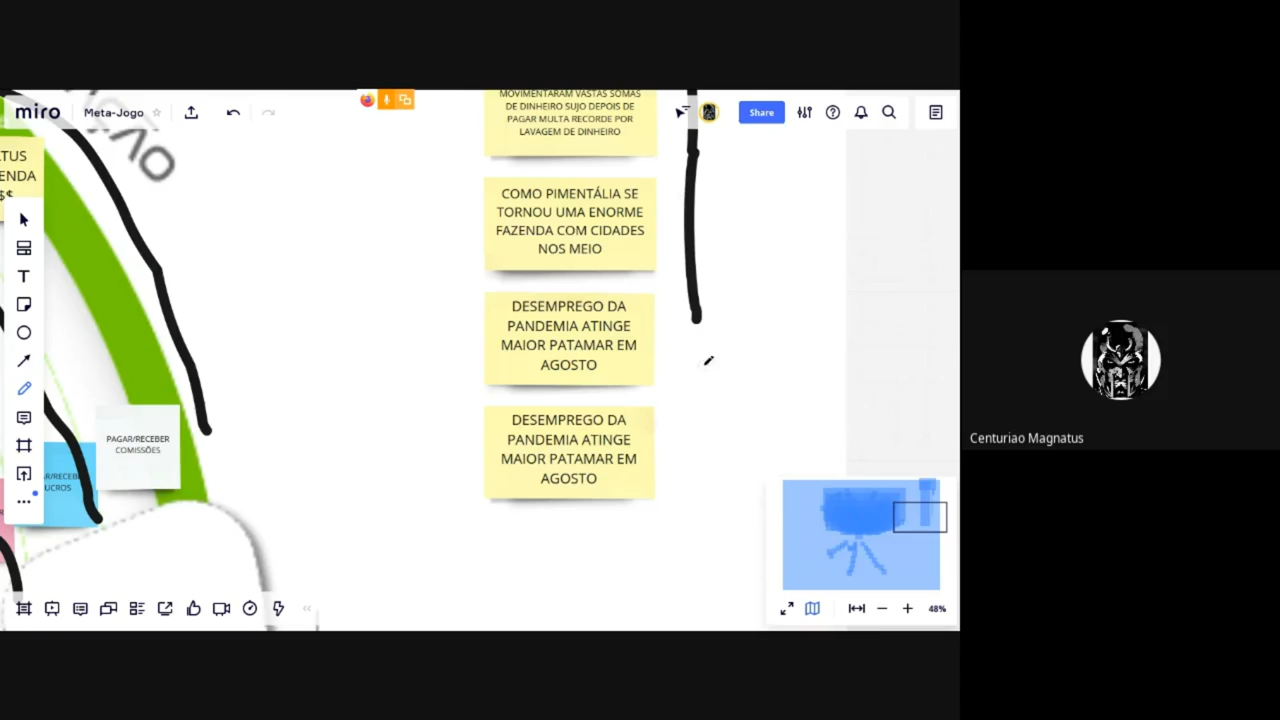 MOVIMENTARAM VASTAS SOMAS
DE DINHEIRO SUJO DEPOIS DE
PAGAR MULTA RECORDE POR
LAVAGEM DE DINHEIRO
miro
Meta-Jogo
Share
COMO PIMENTÁLIA SE
TORNOU UMA ENORME
FAZENDA COM CIDADES
NOS MEIO
DESEMPREGO DA
PANDEMIA ATINGE
MAIOR PATAMAR EM
AGOSTO
DESEMPREGO DA
PANDEMIA ATINGE
MAIOR PATAMAR EM
AGOSTO
TUS
ENDA
$$
PAGAR/RECEBER
COMISSÕES
UCROS
48%
Centuriao Magnatus